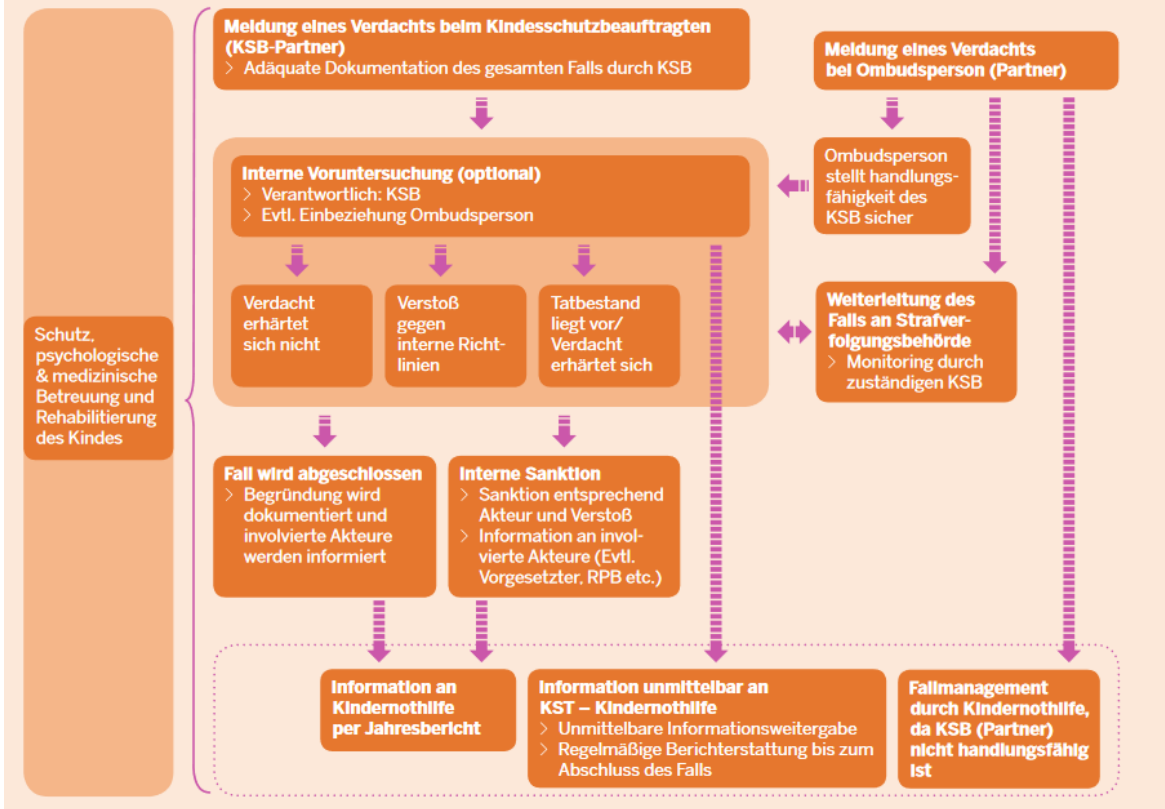 Meldung eines Verdachts beim Kindesschutzbeauftragten
(KSB-Partner)
> Adäquate Dokumentation des gesamten Falls durch KSB
Meldung eines Verdachts
bei Ombudsperson (Partner)
Interne Voruntersuchung (optional)
> Verantwortlich: KSB
> Evtl. Einbeziehung Ombudsperson
Ombudsperson
stellt handlungs-
fähigkeit des
KSB sicher
Verdacht
erhärtet
sich nicht
Verstoß
gegen
interne Richt-
linien
Tatbestand
liegt vor/
Verdacht
erhärtet sich
Weiterleitung des
Falls an Strafver-
folgungsbehörde
> Monitoring durch
zuständigen KSB
Schutz,
psychologische
& medizinische
Betreuung und
Rehabilitierung
des Kindes
Fall wird abgeschlossen
> Begründung wird
dokumentiert und
involvierte Akteure
werden informiert
Interne Sanktion
> Sanktion entsprechend
Akteur und Verstoß
> Information an invol-
vierte Akteure (Evtl.
Vorgesetzter, RPB etc.)
Information an
Kindernothilfe
per Jahresbericht
Information unmittelbar an
KST – Kindernothilfe
> Unmittelbare Informationsweitergabe
> Regelmäßige Berichterstattung bis zum
Abschluss des Falls
Fallmanagement
durch Kindernothilfe,
da KSB (Partner)
nicht handlungsfähig
ist